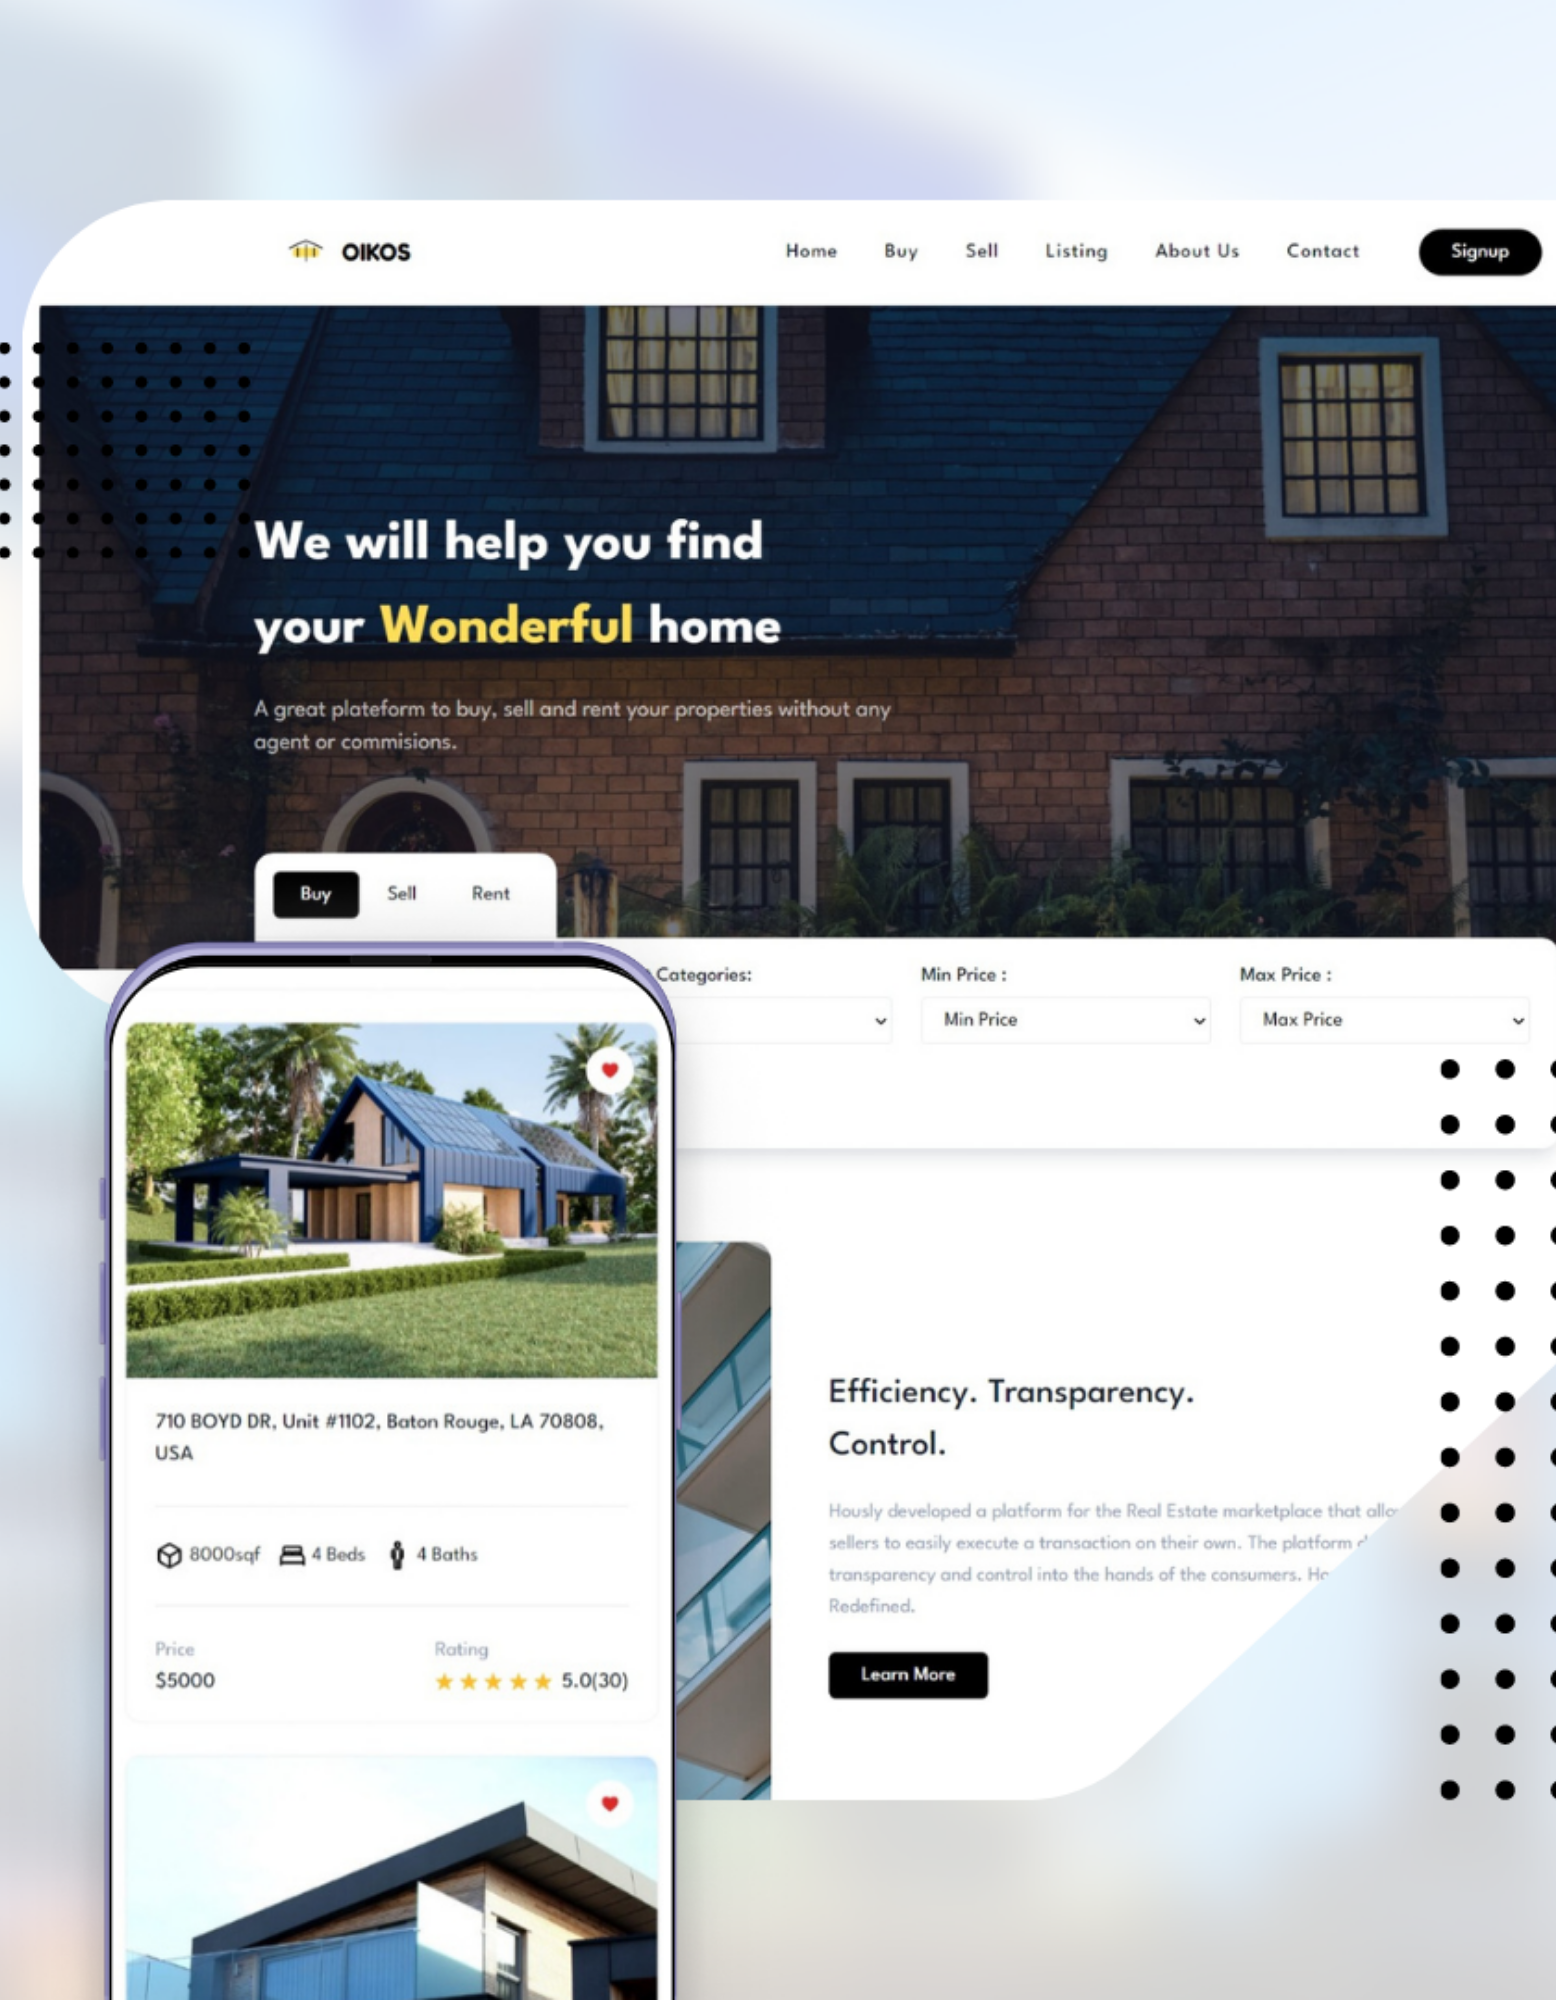 OIKOS
Home Buy Sell Listing About Us Contact Signup
We will help you find
your Wonderful home
A great plateform to buy, sell and rent your properties without any
agent or commisions.
Buy Sell Rent
Categories: Min Price : Max Price :
Min Price Max Price
710 BOYD DR, Unit #1102, Baton Rouge, LA 70808,
USA
8000sqf 4 Beds 4 Baths
Price Rating
$5000 5.0(30)
Efficiency. Transparency.
Control.
Hously developed a platform for the Real Estate marketplace that
sellers to easily execute a transaction on their own. The platform
transparency and control into the hands of the consumers.
Redefined.
Learn More